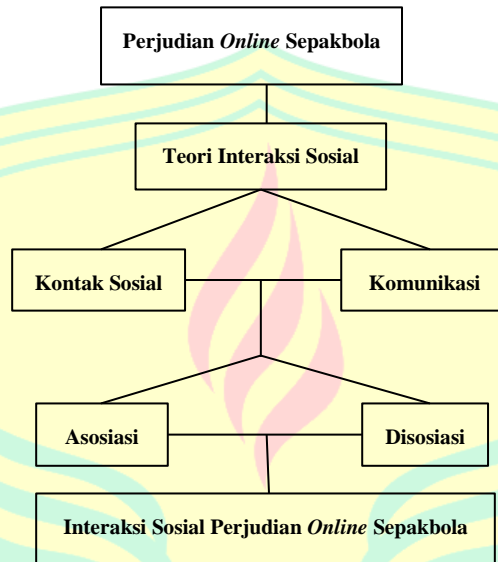 Perjudian Online Sepakbola
Teori Interaksi Sosial
Kontak Sosial
Komunikasi
Asosiasi
Disosiasi
Interaksi Sosial Perjudian Online Sepakbola